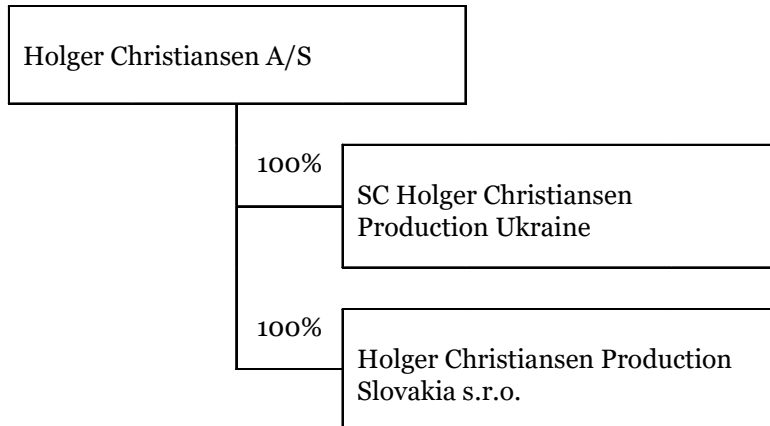 Holger Christiansen A/S
100%
SC Holger Christiansen
Production Ukraine
100%
Holger Christiansen Production
Slovakia s.r.o.